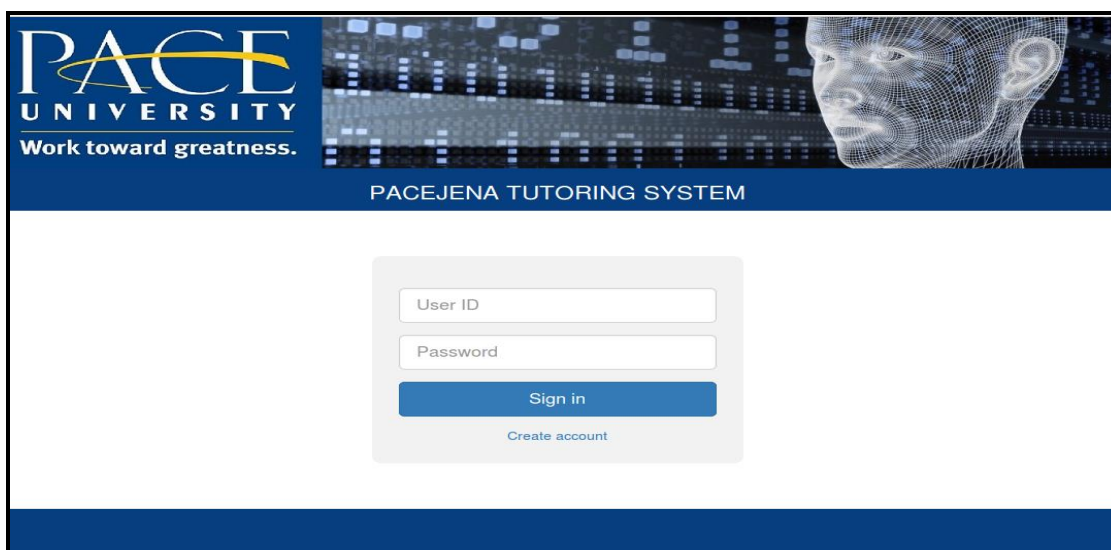 PACE
UNIVERSITY
Work toward greatness.
PACEJENA TUTORING SYSTEM
User ID
Password
Sign in
Create account